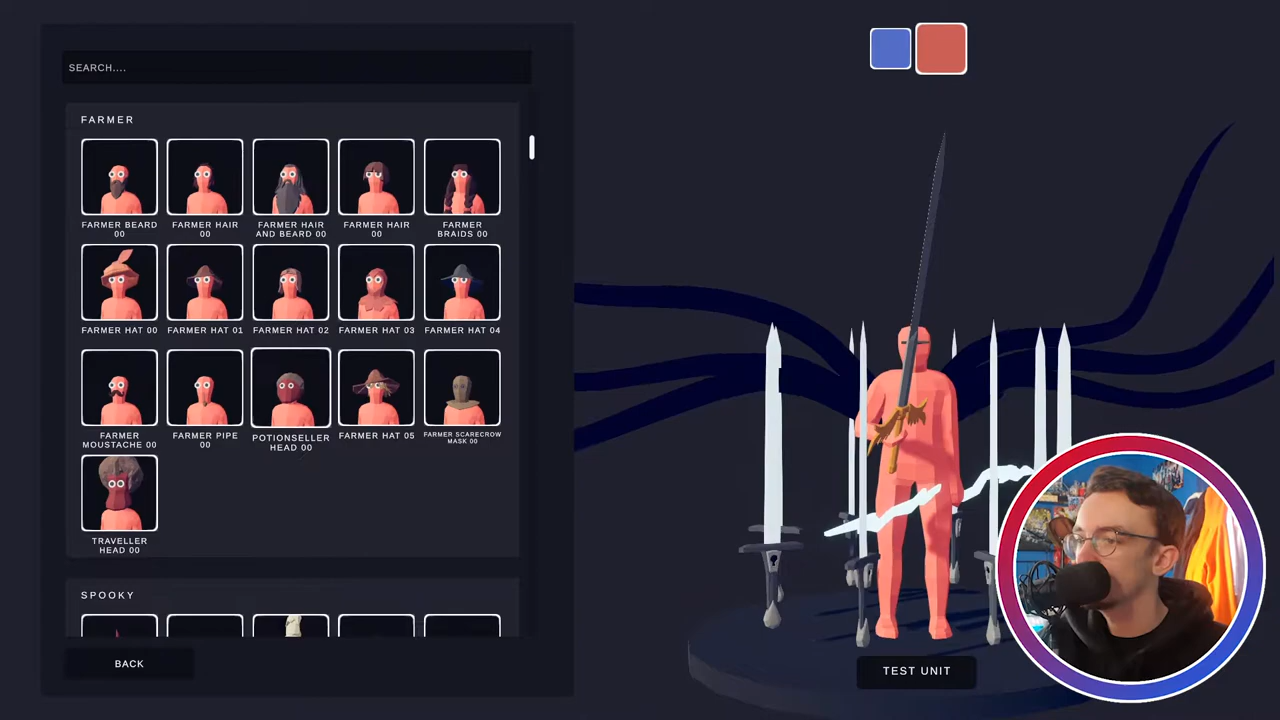 SEARCH....
FARMER
FARMER BEARD
00
FARMER HAIR
00
FARMER HAIR
AND BEARD 00
FARMER HAIR
00
FARMER
BRAIDS 00
FARMER HAT 00
FARMER HAT 01
FARMER HAT 02
FARMER HAT 03
FARMER HAT 04
FARMER
MOUSTACHE 00
FARMER PIPE
00
POTIONSELLER
HEAD 00
FARMER HAT 05
FARMER SCARECROW
MASK 00
TRAVELLER
HEAD 00
SPOOKY
BACK
TEST UNIT